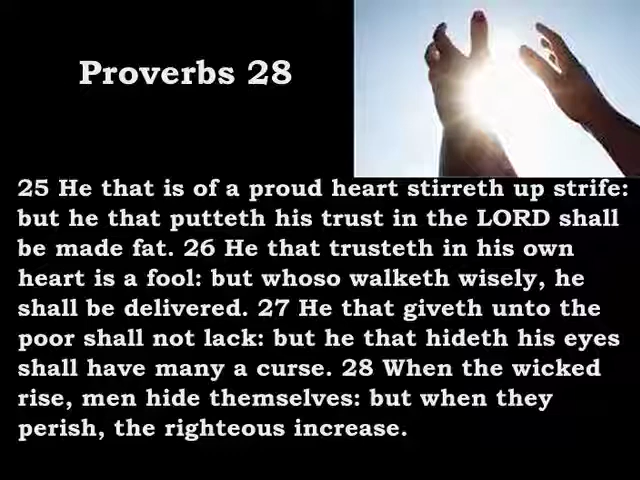 Proverbs 28
25 He that is of a proud heart stirreth up strife:
but he that putteth his trust in the LORD shall
be made fat. 26 He that trusteth in his own
heart is a fool: but whoso walketh wisely, he
shall be delivered. 27 He that giveth unto the
poor shall not lack: but he that hideth his eyes
shall have many a curse. 28 When the wicked
rise, men hide themselves: but when they
perish, the righteous increase.